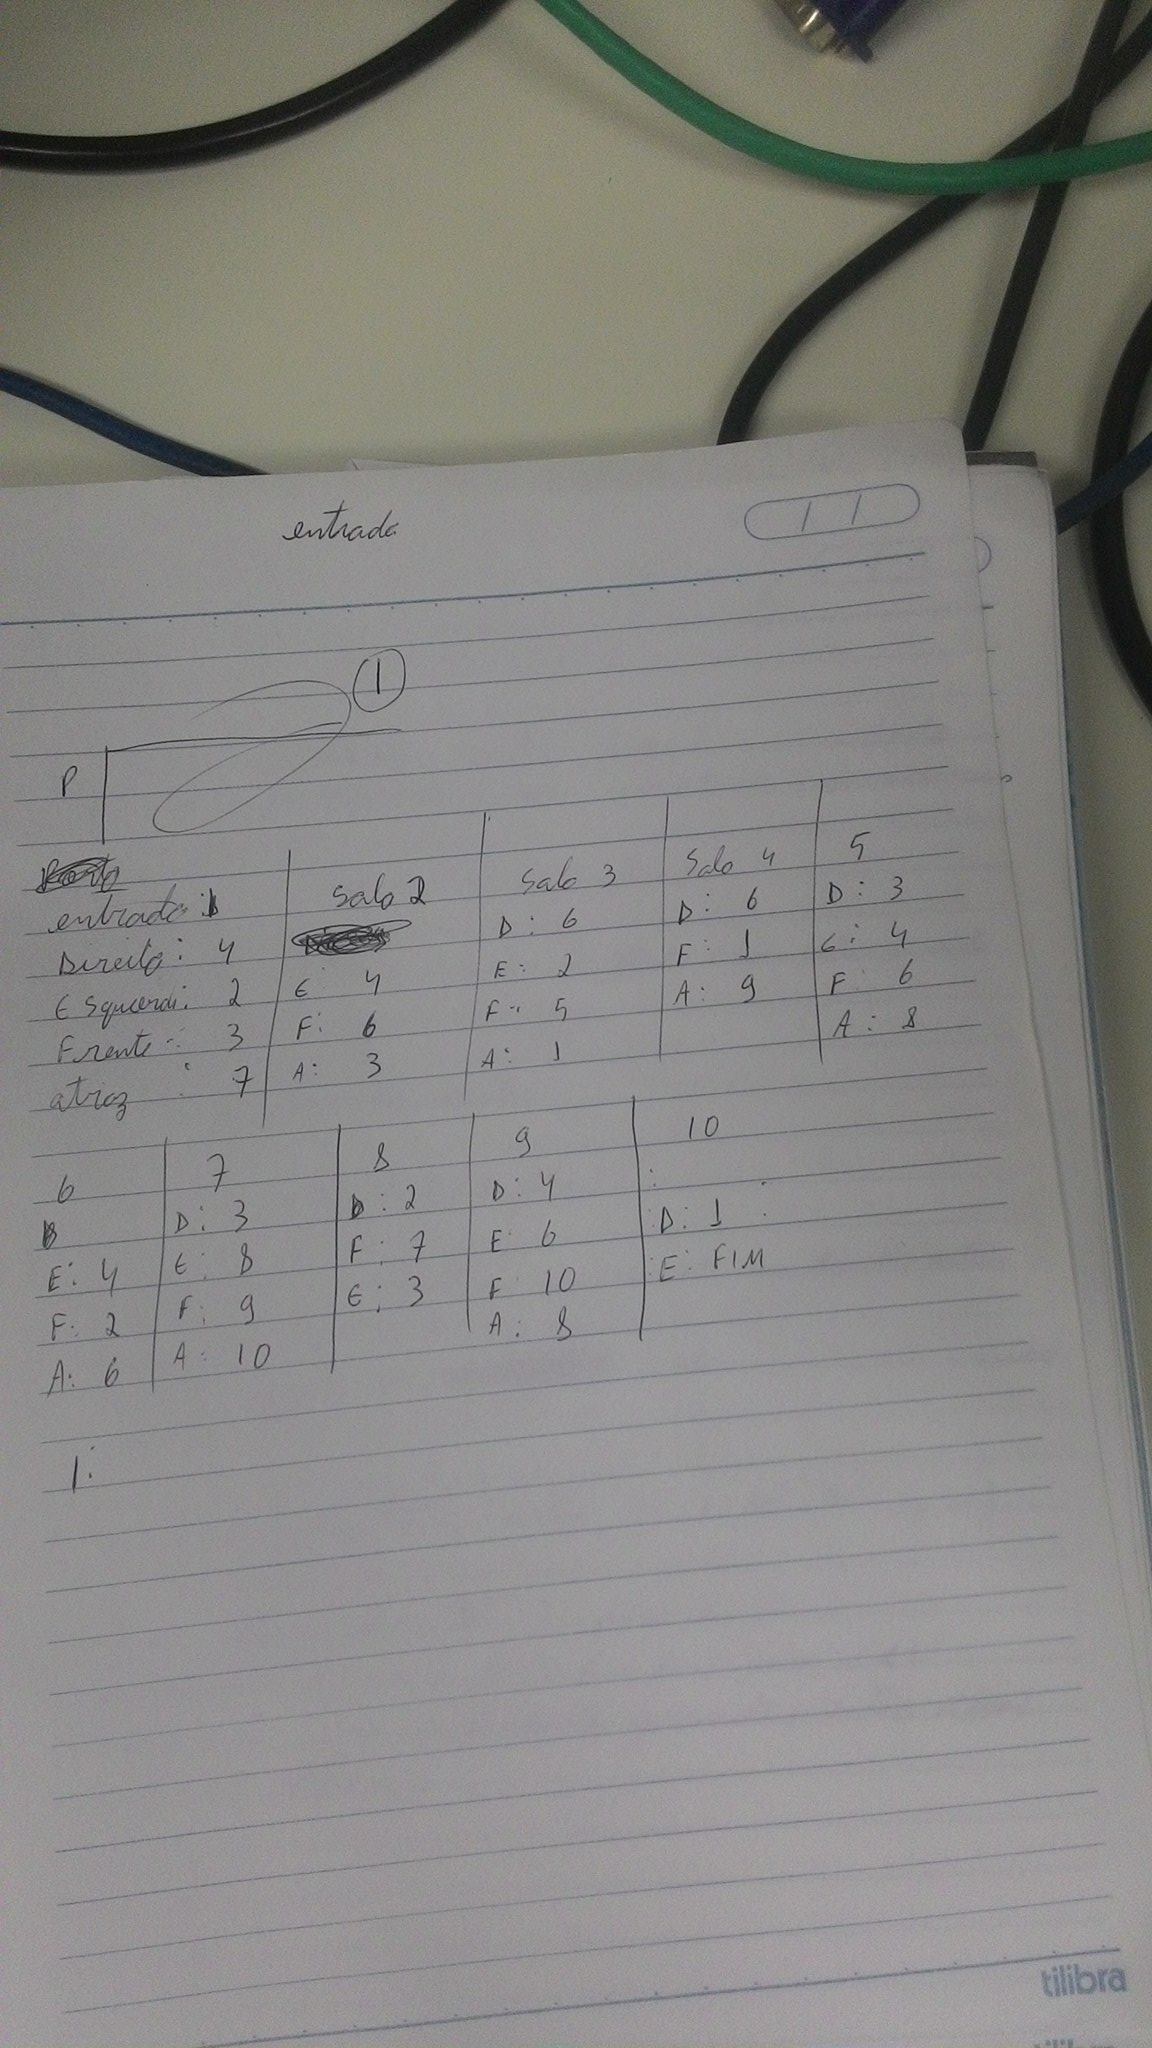 entrada
1
P
entrada: 1
Direito: 4
Esquerdi: 2
Frente: 3
atraz : 7
Sala 2
E: 4
F: 6
A: 3
Sala 3
D: 6
E: 2
F: 5
A: 1
Sala 4
D: 6
F: 1
A: 9
5
D: 3
E: 4
F: 6
A: 8
6
E: 4
F: 2
A: 6
7
D: 3
E: 8
F: 9
A: 10
8
D: 2
F: 7
E: 3
9
D: 4
E: 6
F: 10
A: 8
10
D: 1
E: FIM
1:
tilibra